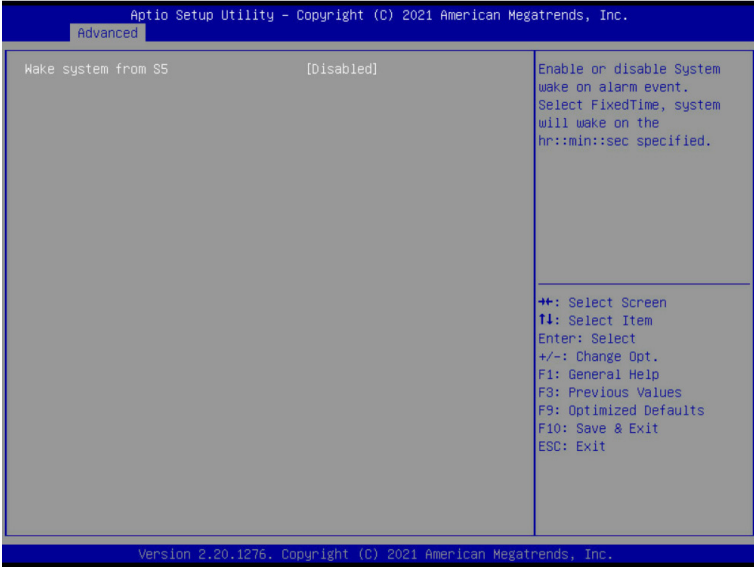 Aptio Setup Utility – Copyright (C) 2021 American Megatrends, Inc.
Advanced
Wake system from S5 [Disabled]
Enable or disable System
wake on alarm event.
Select FixedTime, system
will wake on the
hr::min::sec specified.
→←: Select Screen
↑↓: Select Item
Enter: Select
+/-: Change Opt.
F1: General Help
F3: Previous Values
F9: Optimized Defaults
F10: Save & Exit
ESC: Exit
Version 2.20.1276. Copyright (C) 2021 American Megatrends, Inc.